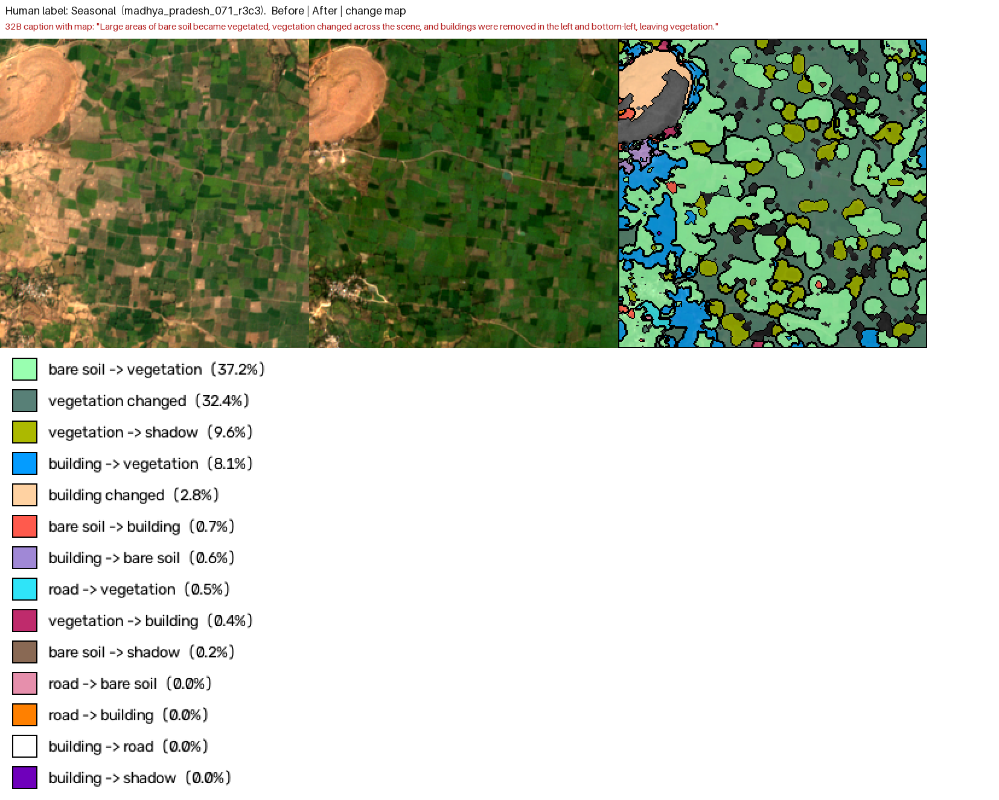 Human label: Seasonal (madhya_pradesh_071_r3c3). Before | After | change map
32B caption with map: "Large areas of bare soil became vegetated, vegetation changed across the scene, and buildings were removed in the left and bottom-left, leaving vegetation."
bare soil -> vegetation (37.2%)
vegetation changed (32.4%)
vegetation -> shadow (9.6%)
building -> vegetation (8.1%)
building changed (2.8%)
bare soil -> building (0.7%)
building -> bare soil (0.6%)
road -> vegetation (0.5%)
vegetation -> building (0.4%)
bare soil -> shadow (0.2%)
road -> bare soil (0.0%)
road -> building (0.0%)
building -> road (0.0%)
building -> shadow (0.0%)